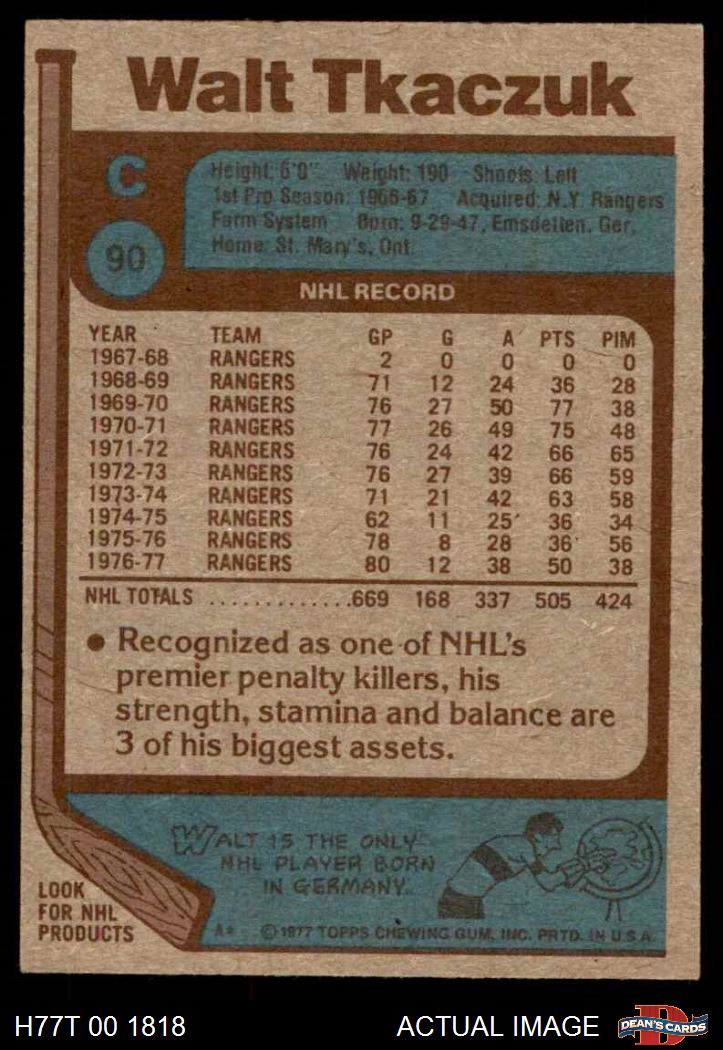 Walt Tkaczuk
C
Height: 6'0" Weight: 190 Shoots: Left
1st Pro Season: 1966-67 Acquired: N.Y. Rangers
Farm System Born: 9-29-47, Emsdetten, Ger.
Home: St. Mary's, Ont.
90
NHL RECORD
YEAR TEAM GP G A PTS PIM
1967-68 RANGERS 2 0 0 0 0
1968-69 RANGERS 71 12 24 36 28
1969-70 RANGERS 76 27 50 77 38
1970-71 RANGERS 77 26 49 75 48
1971-72 RANGERS 76 24 42 66 65
1972-73 RANGERS 76 27 39 66 59
1973-74 RANGERS 71 21 42 63 58
1974-75 RANGERS 62 11 25 36 34
1975-76 RANGERS 78 8 28 36 56
1976-77 RANGERS 80 12 38 50 38
NHL TOTALS .............669 168 337 505 424
• Recognized as one of NHL's
premier penalty killers, his
strength, stamina and balance are
3 of his biggest assets.
WALT IS THE ONLY
NHL PLAYER BORN
IN GERMANY.
LOOK
FOR NHL
PRODUCTS
A* © 1977 TOPPS CHEWING GUM, INC. PRTD. IN U.S.A.
H77T 00 1818 ACTUAL IMAGE
D
DEAN'S CARDS